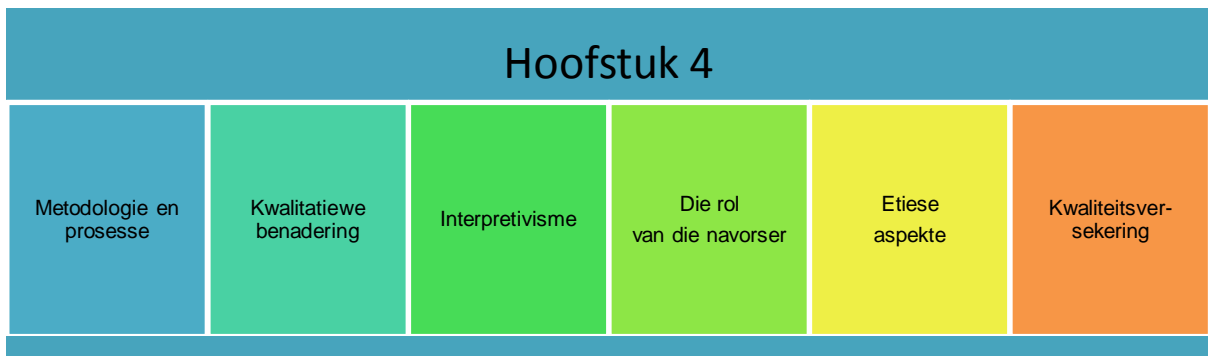 Hoofstuk 4
Metodologie en
prosesse
Kwalitatiewe
benadering
Interpretivisme
Die rol
van die navorser
Etiese
aspekte
Kwaliteitsver-
sekering